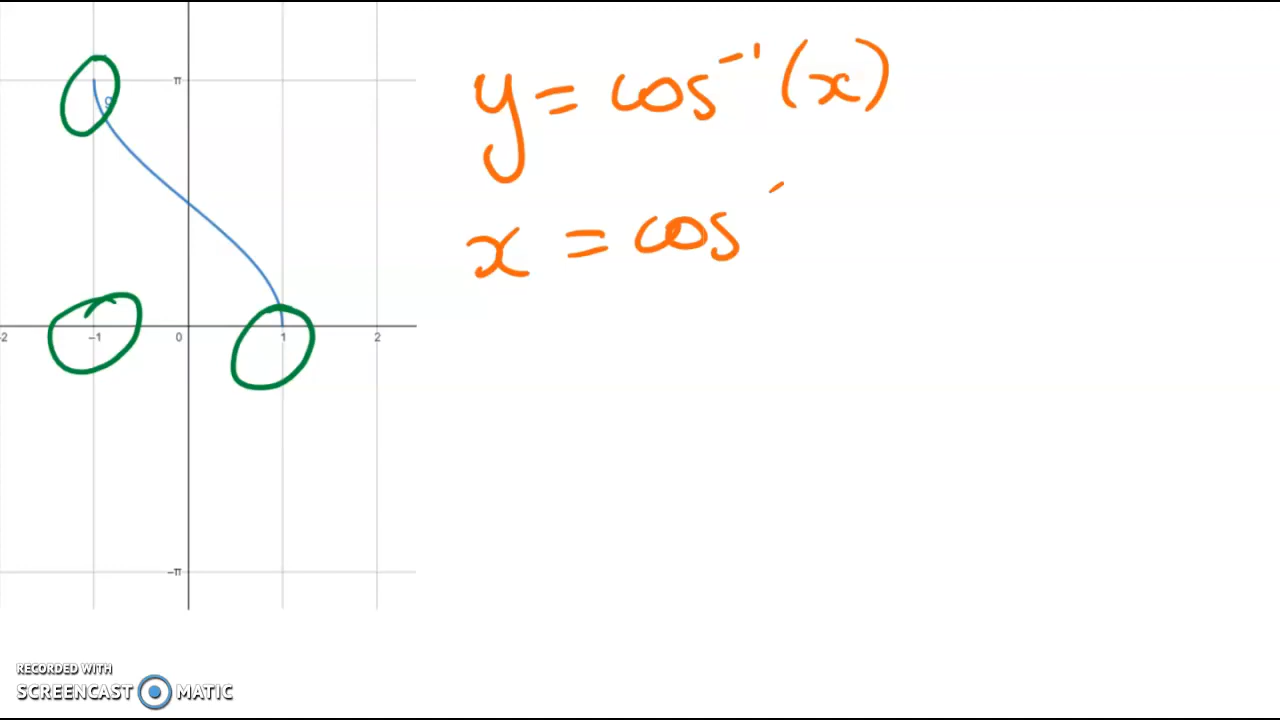 y = cos⁻¹ (x)
x = cos
π
g
-2 -1 0 1 2
-π
RECORDED WITH
SCREENCAST MATIC